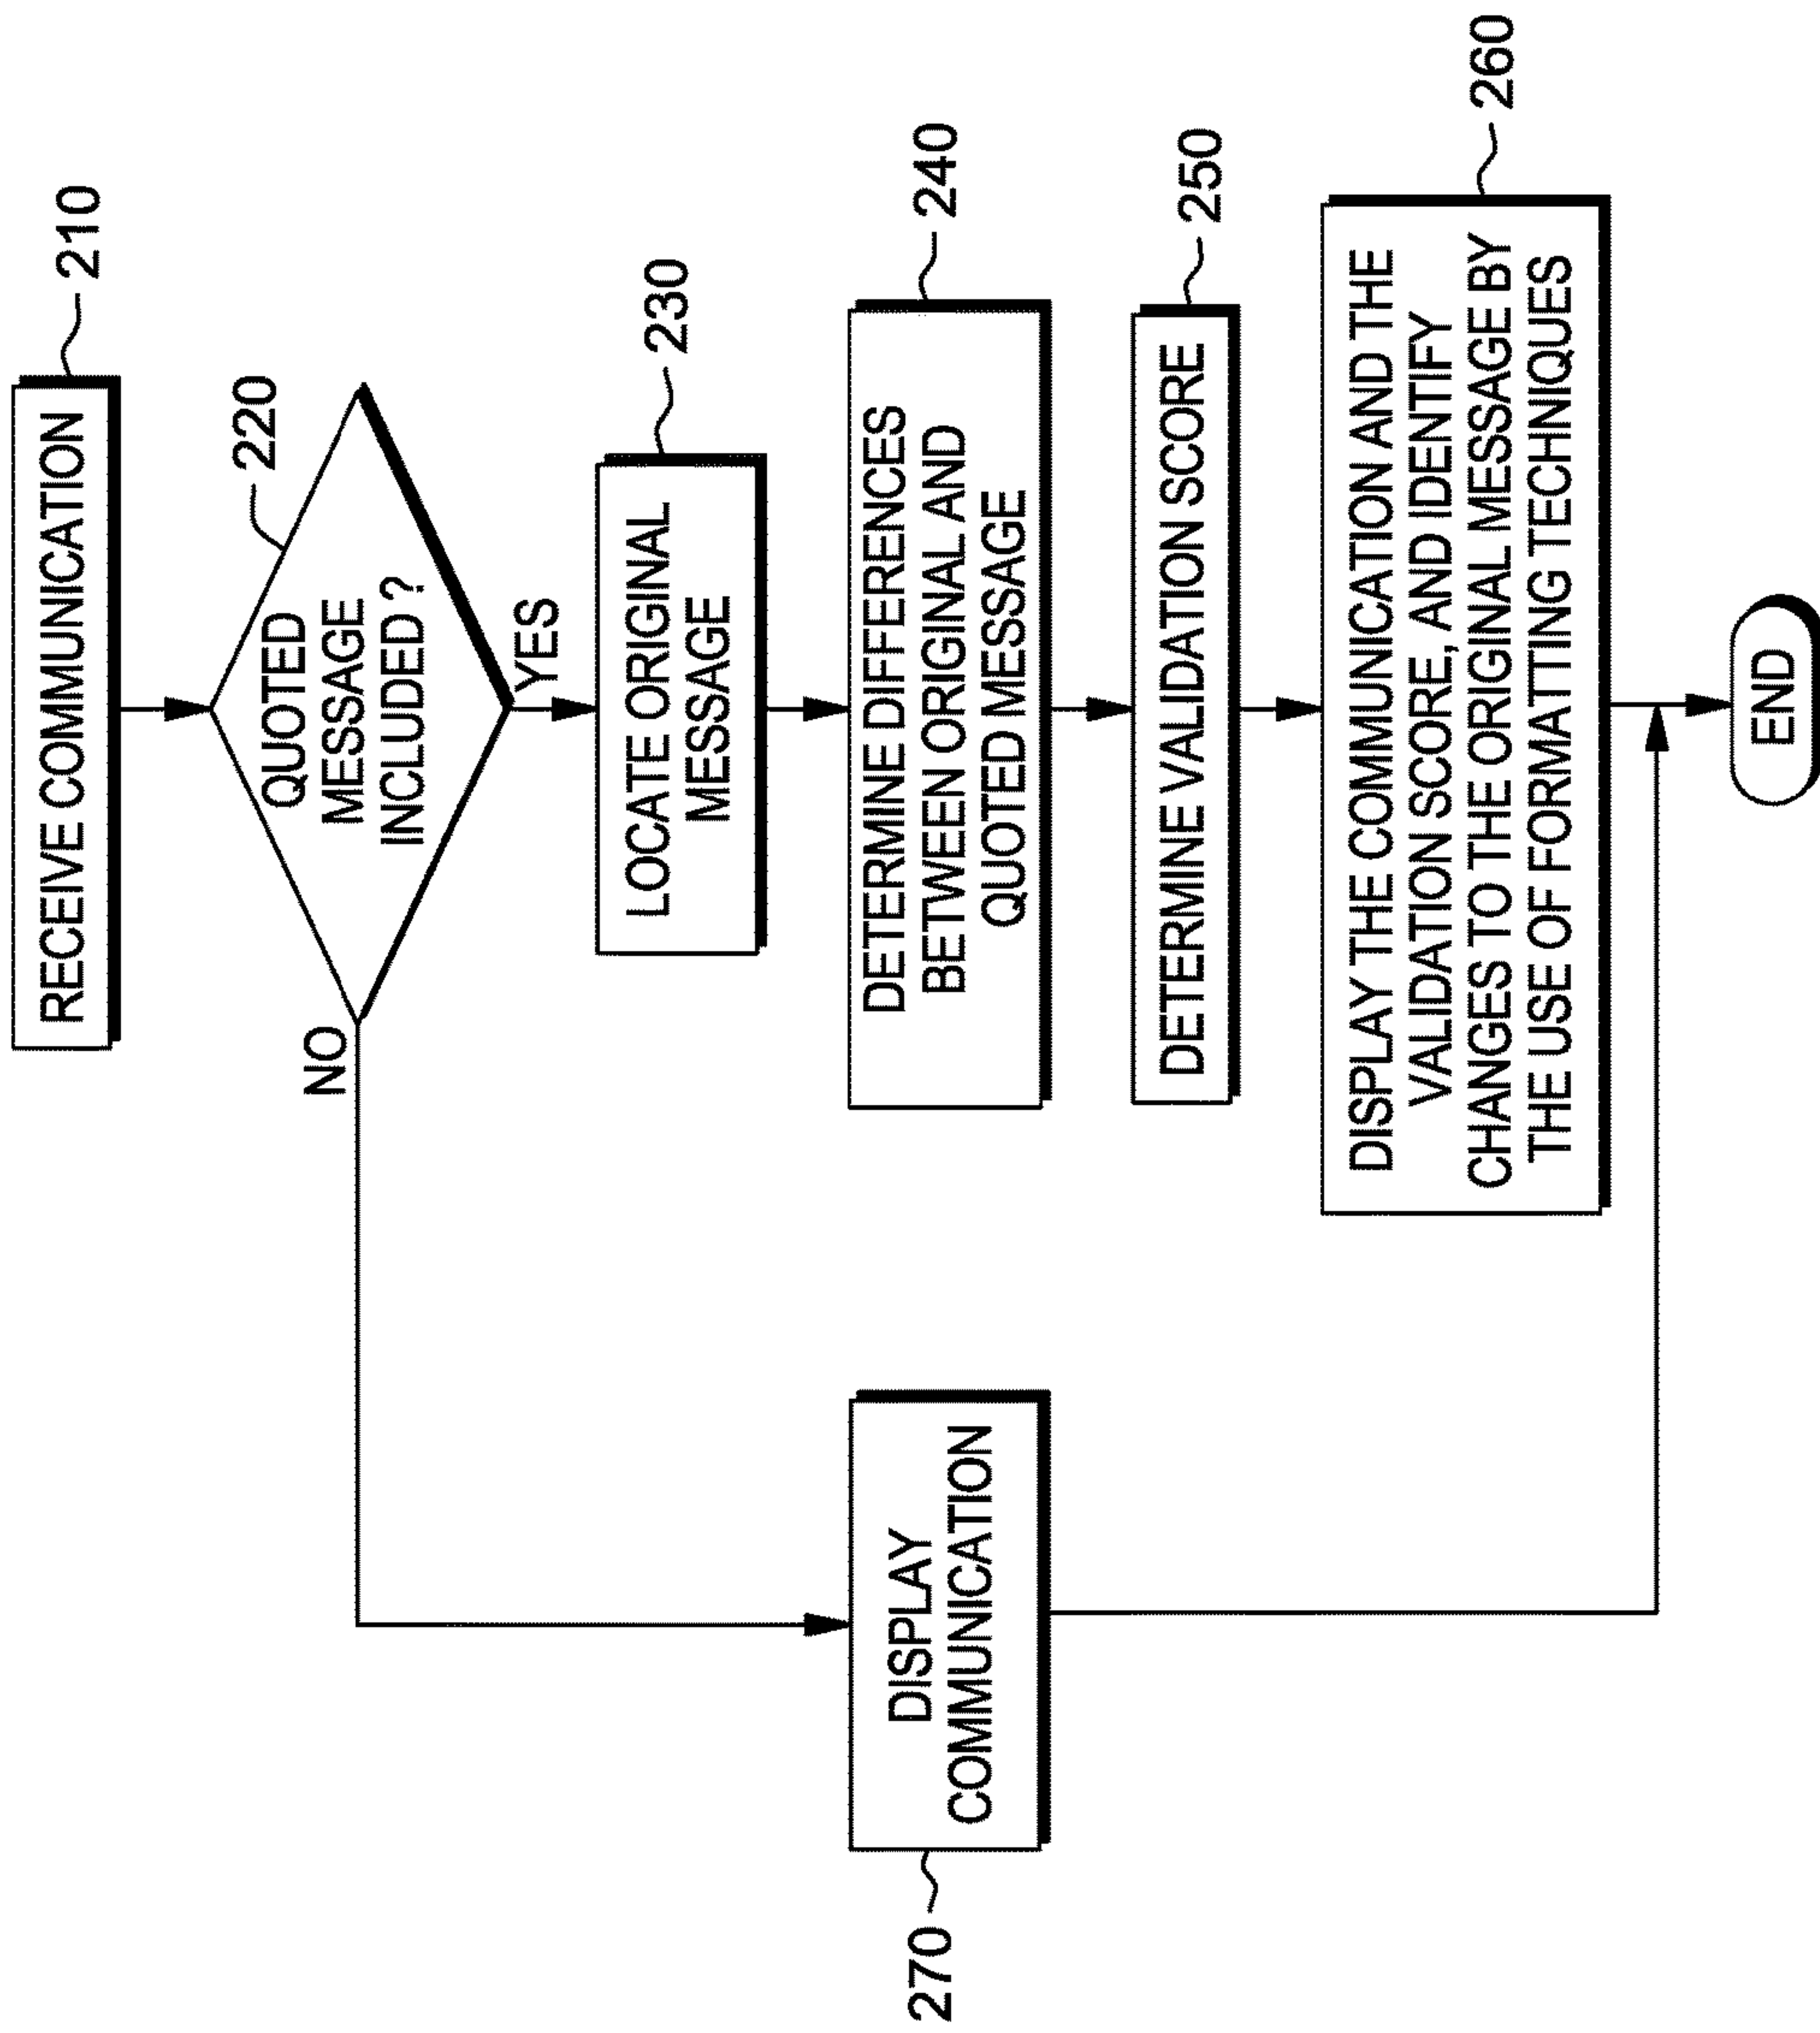 RECEIVE COMMUNICATION
210
220
QUOTED
MESSAGE
INCLUDED ?
NO
YES
LOCATE ORIGINAL
MESSAGE
230
DETERMINE DIFFERENCES
BETWEEN ORIGINAL AND
QUOTED MESSAGE
240
DETERMINE VALIDATION SCORE
250
DISPLAY THE COMMUNICATION AND THE
VALIDATION SCORE, AND IDENTIFY
CHANGES TO THE ORIGINAL MESSAGE BY
THE USE OF FORMATTING TECHNIQUES
260
270
DISPLAY
COMMUNICATION
END